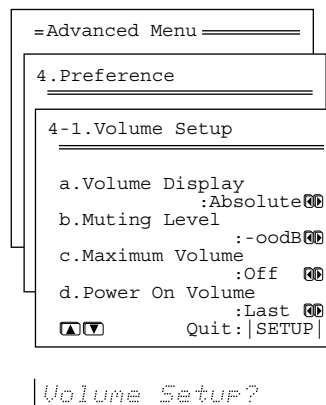 Advanced Menu
4.Preference
4-1.Volume Setup
a.Volume Display
:Absolute
b.Muting Level
:-oodB
c.Maximum Volume
:Off
d.Power On Volume
:Last
Quit:|SETUP|
Volume Setup?